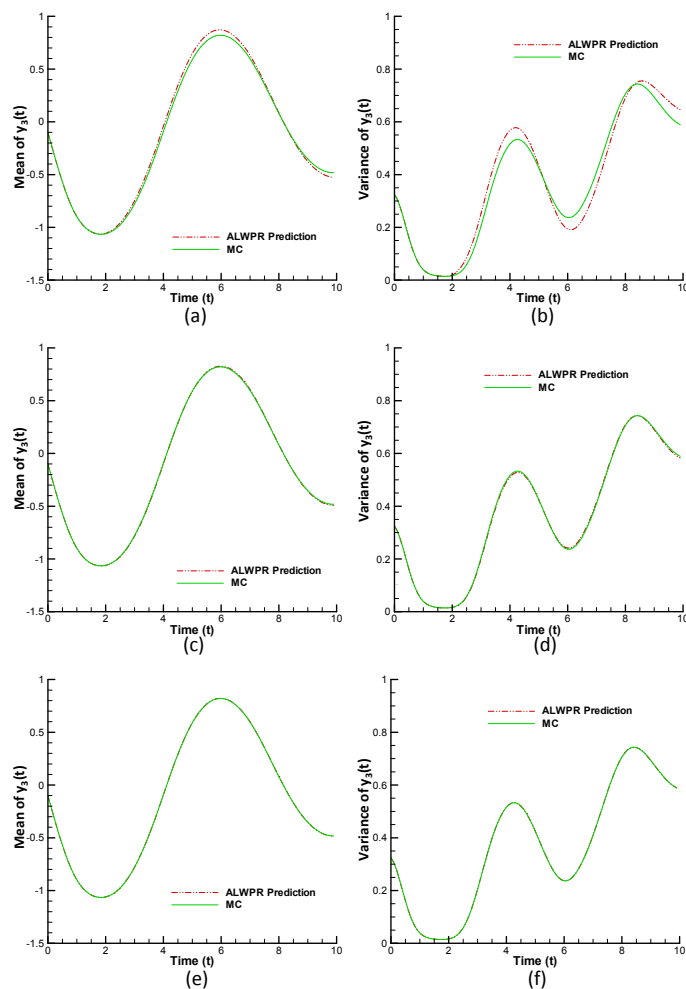 1
0.5
0
-0.5
-1
-1.5
Mean of y3(t)
ALWPR Prediction
MC
0 2 4 6 8 10
Time (t)
(a)
1
0.8
0.6
0.4
0.2
0
Variance of y3(t)
ALWPR Prediction
MC
0 2 4 6 8 10
Time (t)
(b)
1
0.5
0
-0.5
-1
-1.5
Mean of y3(t)
ALWPR Prediction
MC
0 2 4 6 8 10
Time (t)
(c)
1
0.8
0.6
0.4
0.2
0
Variance of y3(t)
ALWPR Prediction
MC
0 2 4 6 8 10
Time (t)
(d)
1
0.5
0
-0.5
-1
-1.5
Mean of y3(t)
ALWPR Prediction
MC
0 2 4 6 8 10
Time (t)
(e)
1
0.8
0.6
0.4
0.2
0
Variance of y3(t)
ALWPR Prediction
MC
0 2 4 6 8 10
Time (t)
(f)